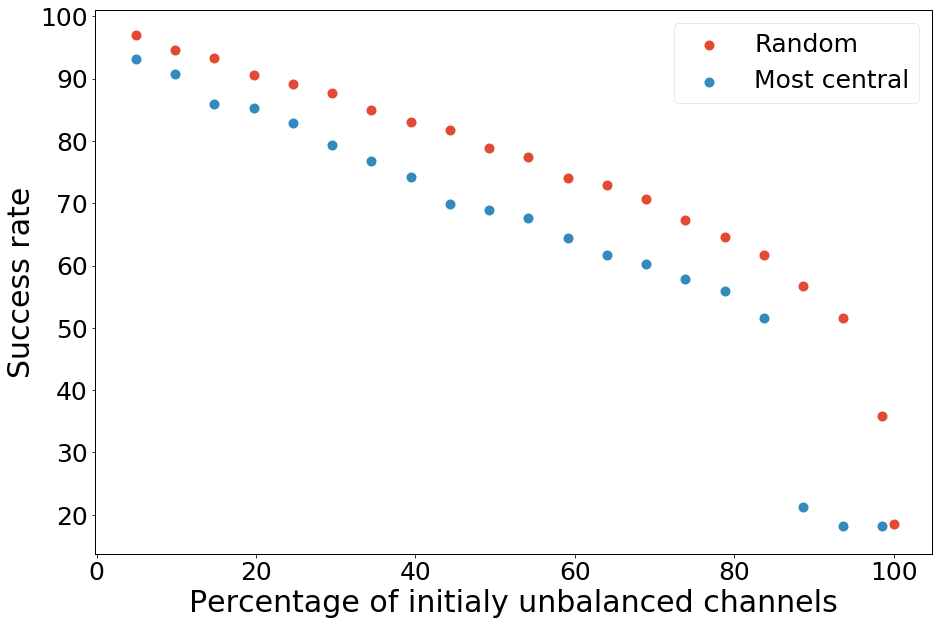 100
90
80
70
60
50
40
30
20
Success rate
Random
Most central
0 20 40 60 80 100
Percentage of initialy unbalanced channels